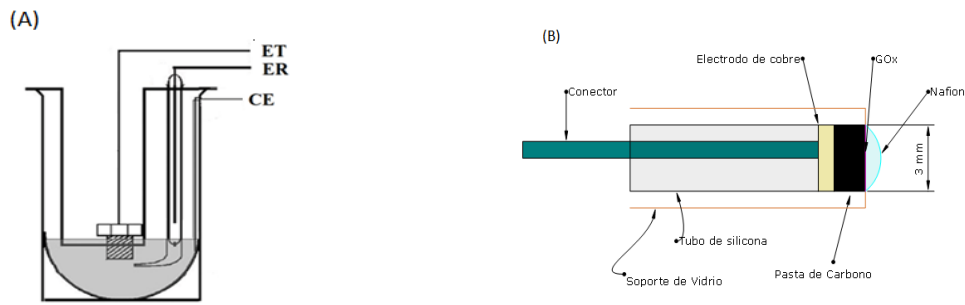 (A)
ET
ER
CE
(B)
Electrodo de cobre
GOx
Conector
Nafion
3 mm
Tubo de silicona
Soporte de Vidrio
Pasta de Carbono